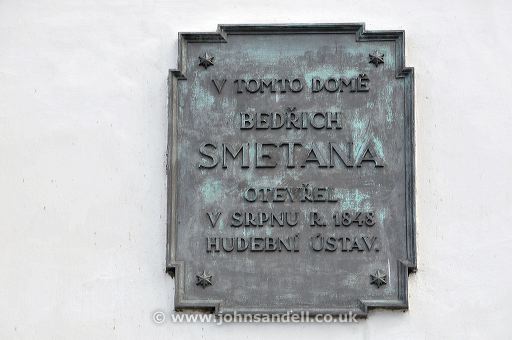 V TOMTO DOMĚ
BEDŘICH
SMETANA
OTEVŘEL
V SRPNU R. 1848
HUDEBNÍ ÚSTAV.
© www.johnsandell.co.uk